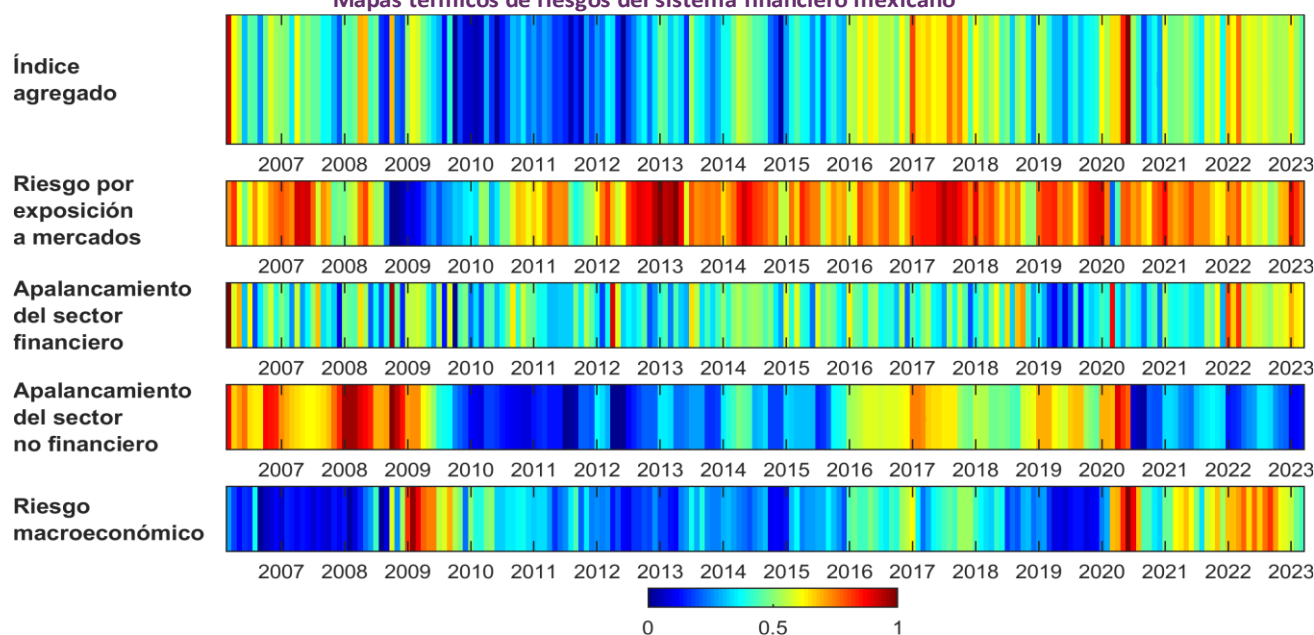 Mapas térmicos de riesgos del sistema financiero mexicano
Índice
agregado
2007 2008 2009 2010 2011 2012 2013 2014 2015 2016 2017 2018 2019 2020 2021 2022 2023
Riesgo por
exposición
a mercados
2007 2008 2009 2010 2011 2012 2013 2014 2015 2016 2017 2018 2019 2020 2021 2022 2023
Apalancamiento
del sector
financiero
2007 2008 2009 2010 2011 2012 2013 2014 2015 2016 2017 2018 2019 2020 2021 2022 2023
Apalancamiento
del sector
no financiero
2007 2008 2009 2010 2011 2012 2013 2014 2015 2016 2017 2018 2019 2020 2021 2022 2023
Riesgo
macroeconómico
2007 2008 2009 2010 2011 2012 2013 2014 2015 2016 2017 2018 2019 2020 2021 2022 2023
0 0.5 1